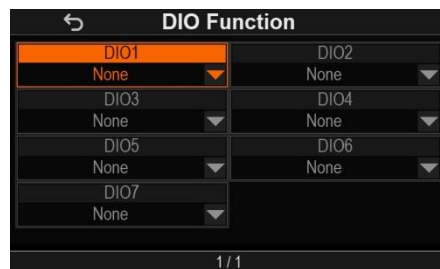 DIO Function
DIO1 DIO2
None None
DIO3 DIO4
None None
DIO5 DIO6
None None
DIO7
None
1/1